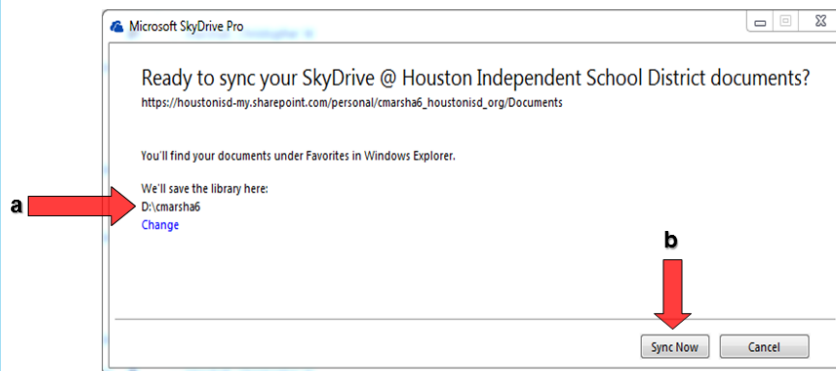 Microsoft SkyDrive Pro
Ready to sync your SkyDrive @ Houston Independent School District documents?
https://houstonisd-my.sharepoint.com/personal/cmarsha6_houstonisd_org/Documents
You'll find your documents under Favorites in Windows Explorer.
We'll save the library here:
a
D:\cmarsha6
Change
b
Sync Now
Cancel